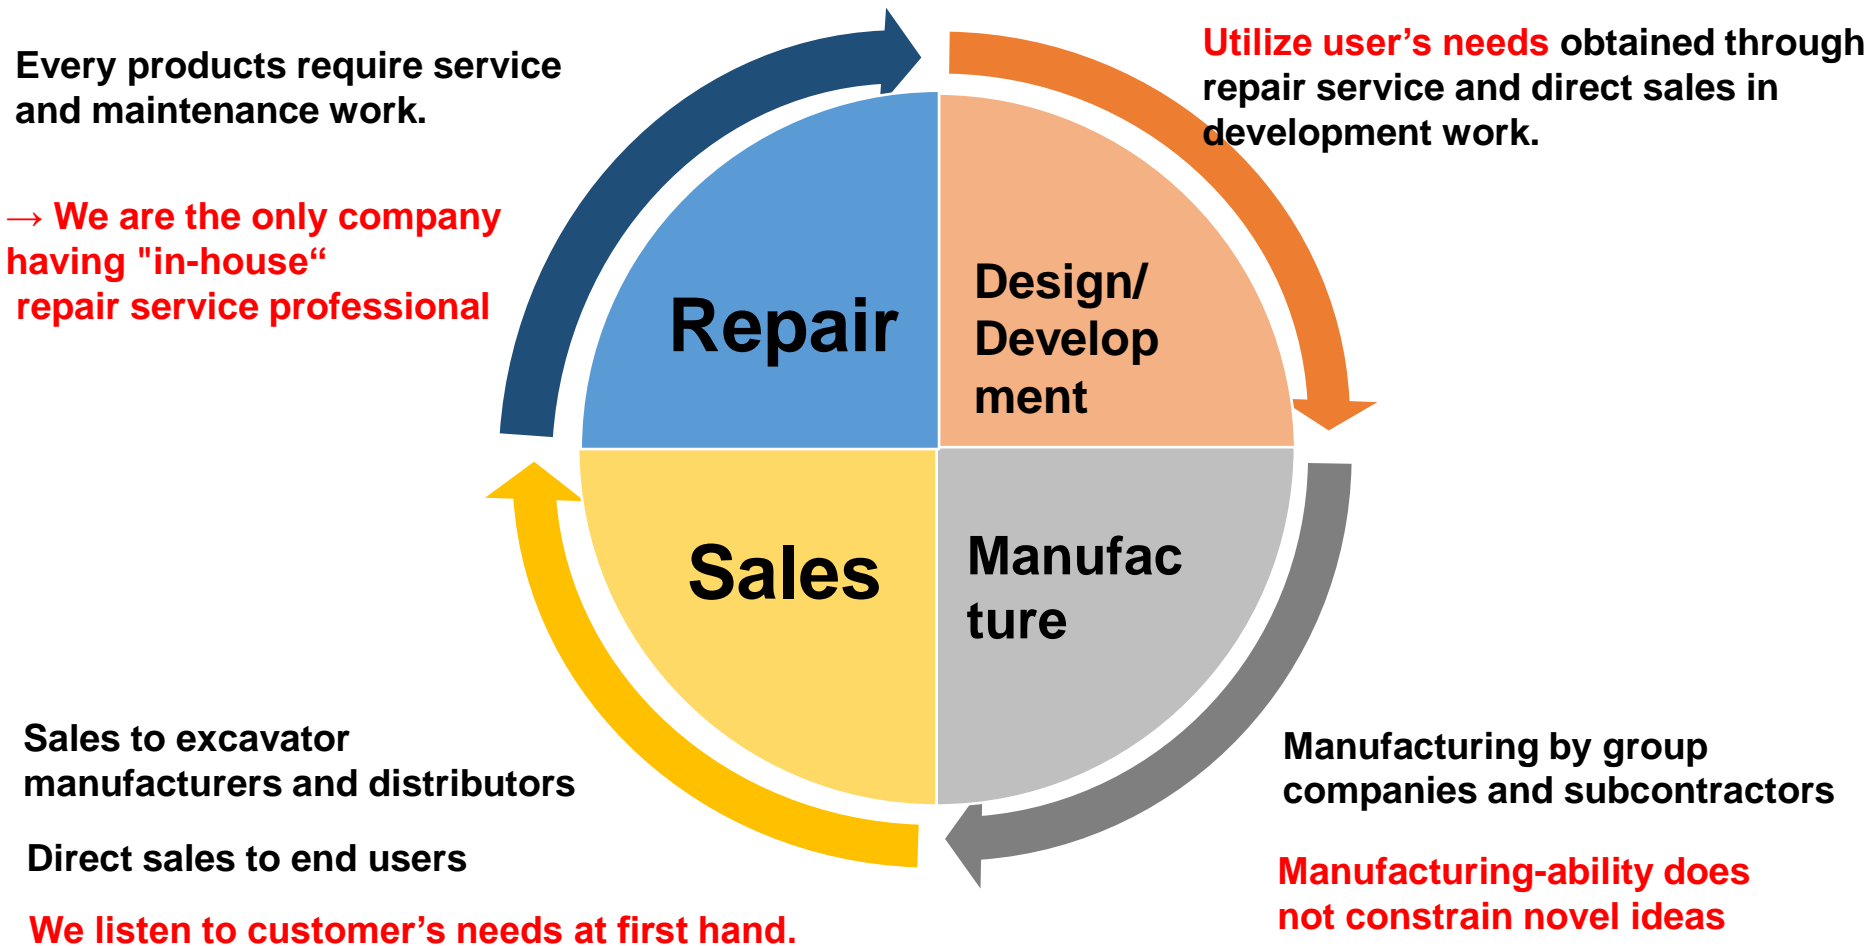 Every products require service
and maintenance work.
→ We are the only company
having "in-house“
repair service professional
Utilize user’s needs obtained through
repair service and direct sales in
development work.
Repair
Design/
Develop
ment
Sales
Manufac
ture
Sales to excavator
manufacturers and distributors
Direct sales to end users
We listen to customer’s needs at first hand.
Manufacturing by group
companies and subcontractors
Manufacturing-ability does
not constrain novel ideas